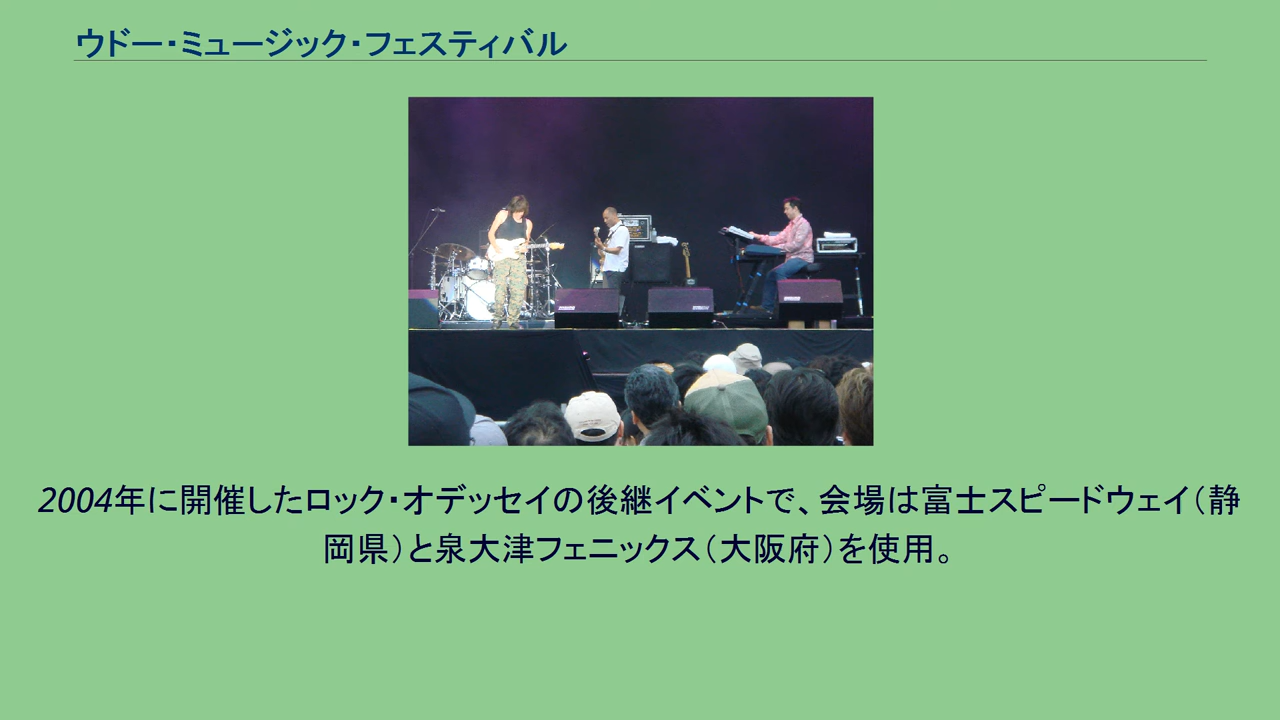 ウドー・ミュージック・フェスティバル
2004年に開催したロック・オデッセイの後継イベントで、会場は富士スピードウェイ（静
岡県）と泉大津フェニックス（大阪府）を使用。